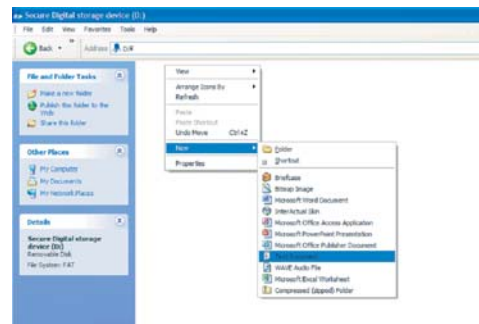 Secure Digital storage device (D:)
File Edit View Favorites Tools Help
Back Address D:\
File and Folder Tasks
Make a new folder
Publish this folder to the Web
Share this folder
Other Places
My Computer
My Documents
My Network Places
Details
Secure Digital storage device (D:)
Removable Disk
File System: FAT
View
Arrange Icons By
Refresh
Paste
Paste Shortcut
Undo Move Ctrl+Z
New
Properties
Folder
Shortcut
Briefcase
Bitmap Image
Microsoft Word Document
InterActual Skin
Microsoft Office Access Application
Microsoft PowerPoint Presentation
Microsoft Office Publisher Document
Text Document
WAVE Audio File
Microsoft Excel Worksheet
Compressed (zipped) Folder